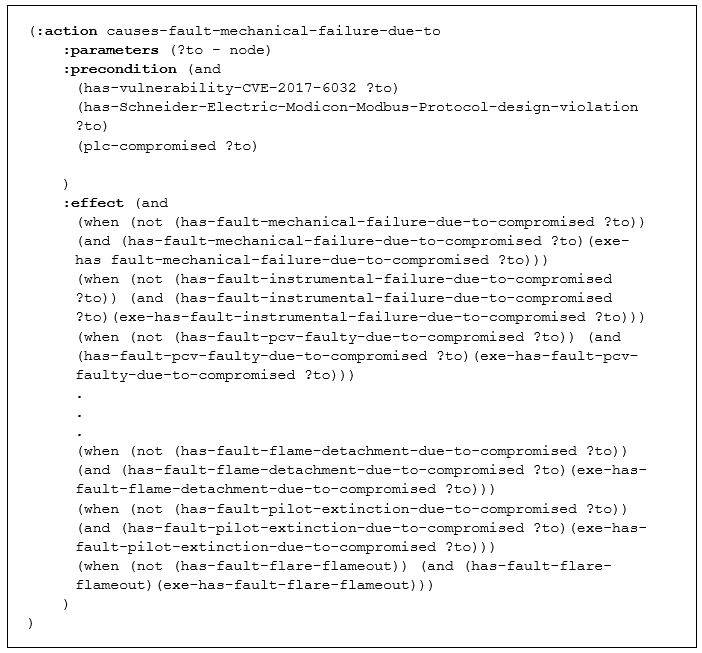 (:action causes-fault-mechanical-failure-due-to
:parameters (?to - node)
:precondition (and
(has-vulnerability-CVE-2017-6032 ?to)
(has-Schneider-Electric-Modicon-Modbus-Protocol-design-violation
?to)
(plc-compromised ?to)
)
:effect (and
(when (not (has-fault-mechanical-failure-due-to-compromised ?to))
(and (has-fault-mechanical-failure-due-to-compromised ?to)(exe-
has fault-mechanical-failure-due-to-compromised ?to)))
(when (not (has-fault-instrumental-failure-due-to-compromised
?to)) (and (has-fault-instrumental-failure-due-to-compromised
?to)(exe-has-fault-instrumental-failure-due-to-compromised ?to)))
(when (not (has-fault-pcv-faulty-due-to-compromised ?to)) (and
(has-fault-pcv-faulty-due-to-compromised ?to)(exe-has-fault-pcv-
faulty-due-to-compromised ?to)))
.
.
.
(when (not (has-fault-flame-detachment-due-to-compromised ?to))
(and (has-fault-flame-detachment-due-to-compromised ?to)(exe-has-
fault-flame-detachment-due-to-compromised ?to)))
(when (not (has-fault-pilot-extinction-due-to-compromised ?to))
(and (has-fault-pilot-extinction-due-to-compromised ?to)(exe-has-
fault-pilot-extinction-due-to-compromised ?to)))
(when (not (has-fault-flare-flameout)) (and (has-fault-flare-
flameout)(exe-has-fault-flare-flameout)))
)
)